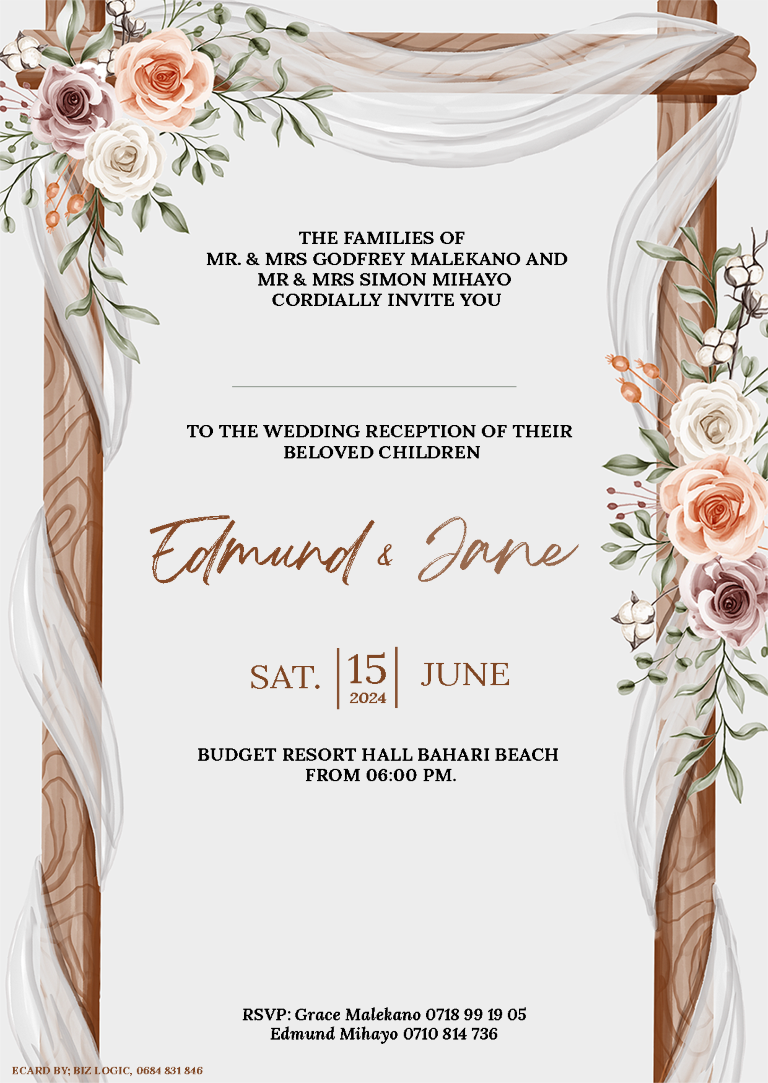 THE FAMILIES OF
MR. & MRS GODFREY MALEKANO AND
MR & MRS SIMON MIHAYO
CORDIALLY INVITE YOU
TO THE WEDDING RECEPTION OF THEIR
BELOVED CHILDREN
Edmund & Jane
SAT. 15 JUNE
2024
BUDGET RESORT HALL BAHARI BEACH
FROM 06:00 PM.
RSVP: Grace Malekano 0718 99 19 05
Edmund Mihayo 0710 814 736
ECARD BY; BIZ LOGIC, 0684 831 846